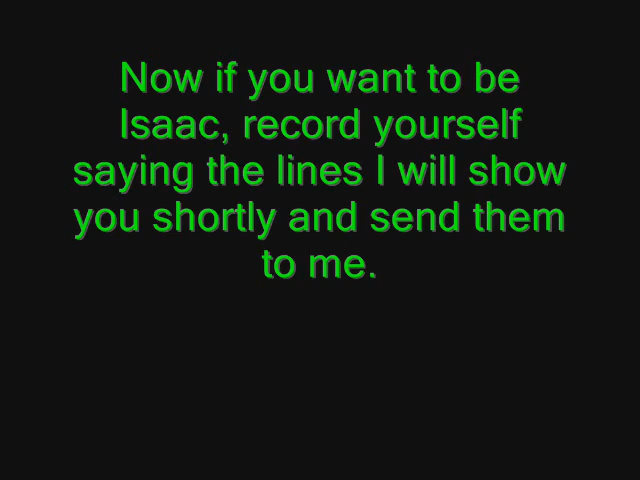 Now if you want to be
Isaac, record yourself
saying the lines I will show
you shortly and send them
to me.